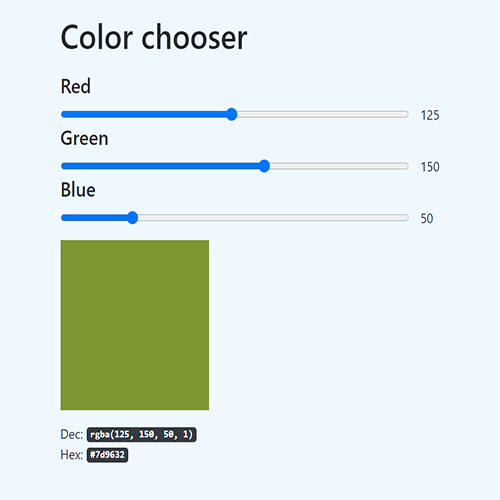 Color chooser
Red
125
Green
150
Blue
50
Dec: rgba(125, 150, 50, 1)
Hex: #7d9632